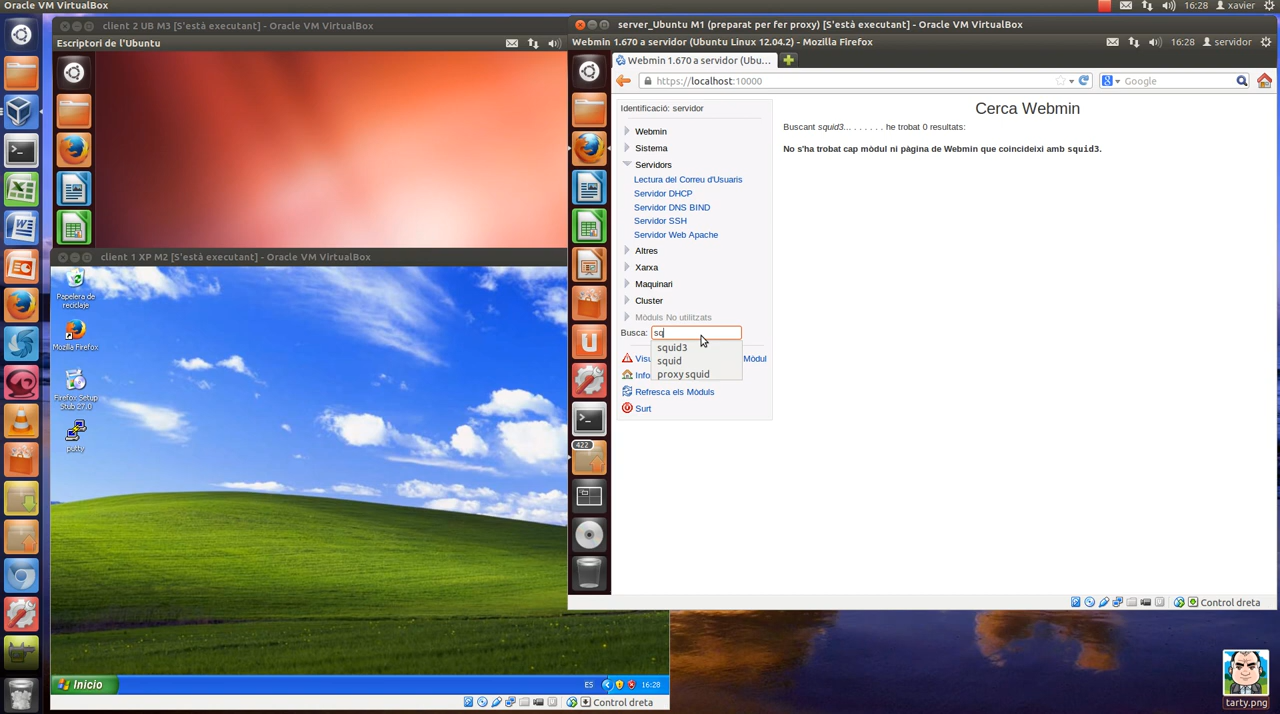 Oracle VM VirtualBox
16:28
xavier
client 2 UB M3 [S'està executant] - Oracle VM VirtualBox
Escriptori de l'Ubuntu
client 1 XP M2 [S'està executant] - Oracle VM VirtualBox
Papelera de
reciclaje
Mozilla Firefox
Firefox Setup
Stub 27.0
putty
Inicio
ES
16:28
Control dreta
server_Ubuntu M1 (preparat per fer proxy) [S'està executant] - Oracle VM VirtualBox
Webmin 1.670 a servidor (Ubuntu Linux 12.04.2) - Mozilla Firefox
16:28
servidor
Webmin 1.670 a servidor (Ubu...
https://localhost:10000
Google
Identificació: servidor
Webmin
Sistema
Servidors
Lectura del Correu d'Usuaris
Servidor DHCP
Servidor DNS BIND
Servidor SSH
Servidor Web Apache
Altres
Xarxa
Maquinari
Cluster
Mòduls No utilitzats
Busca: sq
squid3
squid
proxy squid
Visu
Mòdul
Info
Refresca els Mòduls
Surt
Cerca Webmin
Buscant squid3... . . . . . . he trobat 0 resultats:
No s'ha trobat cap mòdul ni pàgina de Webmin que coincideixi amb squid3.
422
Control dreta
tarty.png